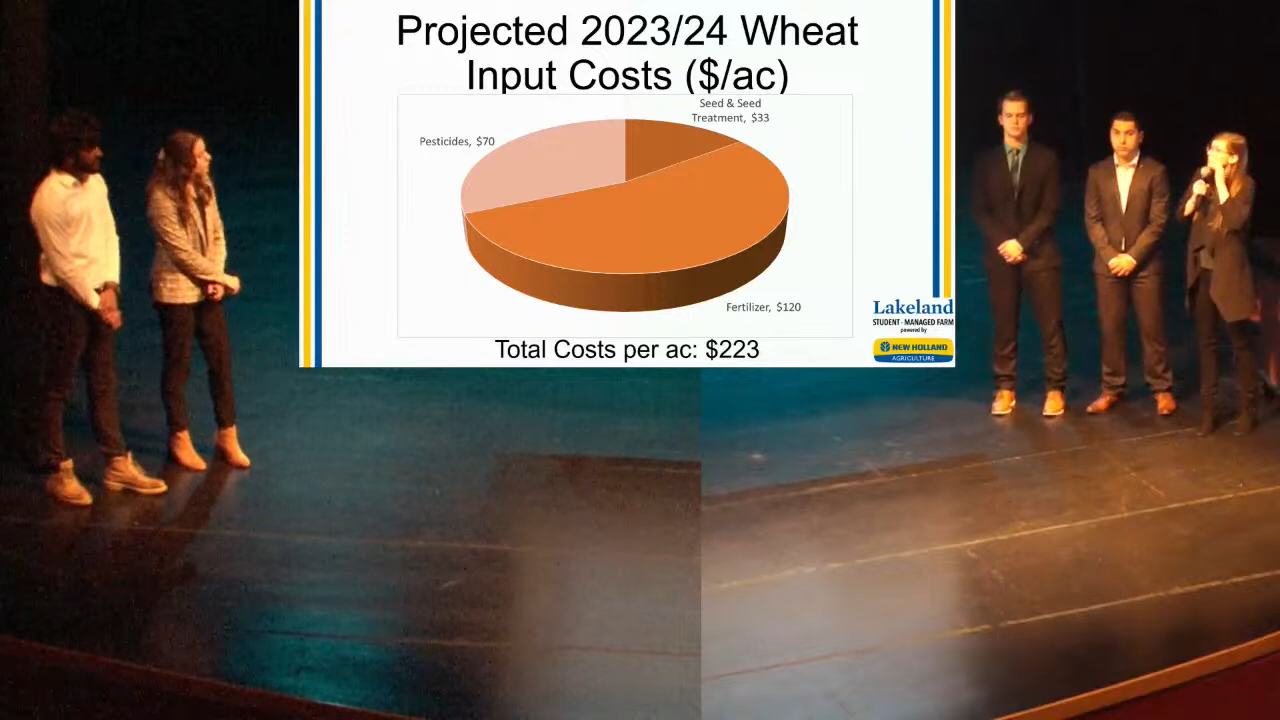 Projected 2023/24 Wheat
Input Costs ($/ac)
Seed & Seed
Treatment, $33
Pesticides, $70
Fertilizer, $120
Total Costs per ac: $223
Lakeland
STUDENT-MANAGED FARM
powered by
NEW HOLLAND
AGRICULTURE